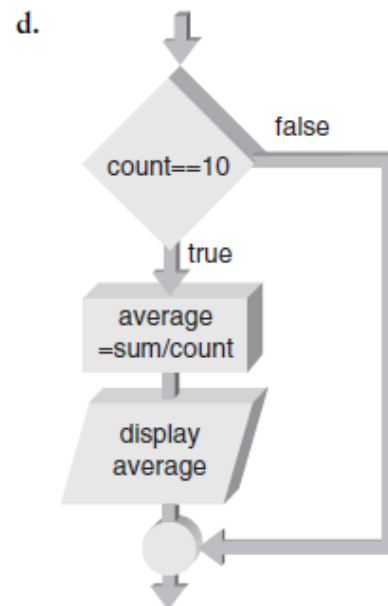 d.
false
count==10
true
average
=sum/count
display
average